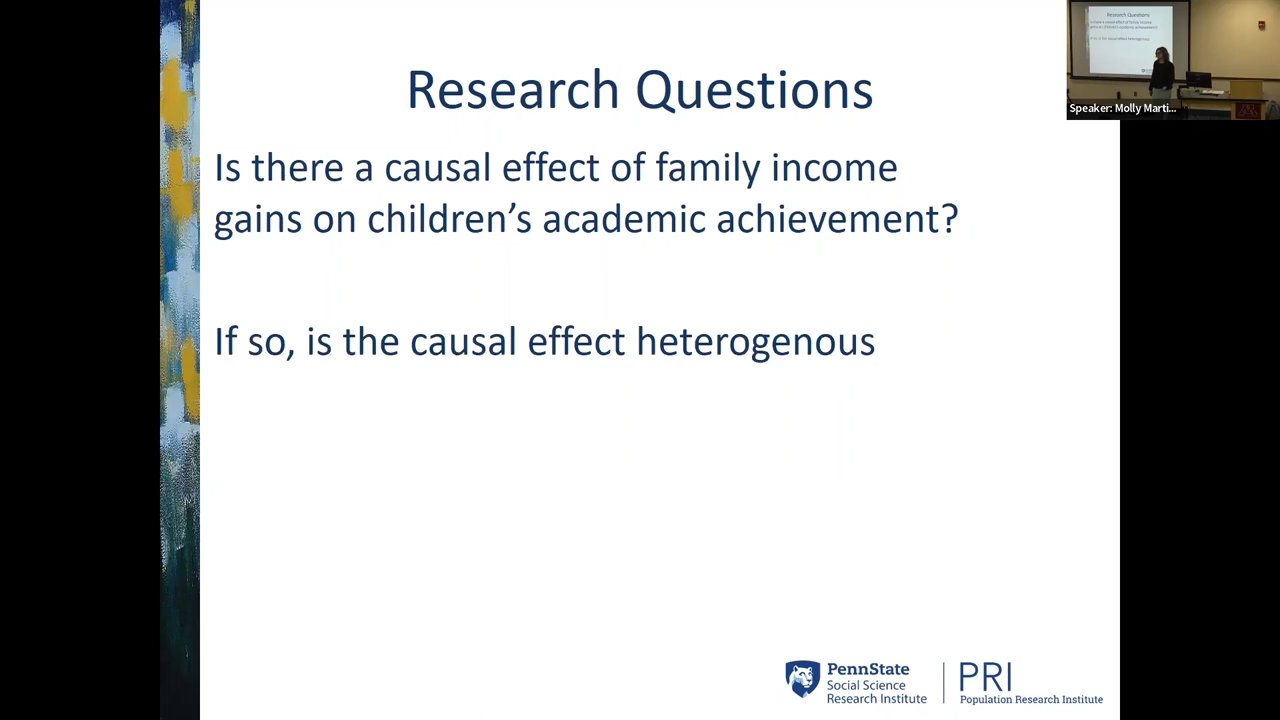 Research Questions
Is there a causal effect of family income
gains on children's academic achievement?
If so, is the causal effect heterogenous
Speaker: Molly Marti...
PennState
Social Science
Research Institute
PRI
Population Research Institute